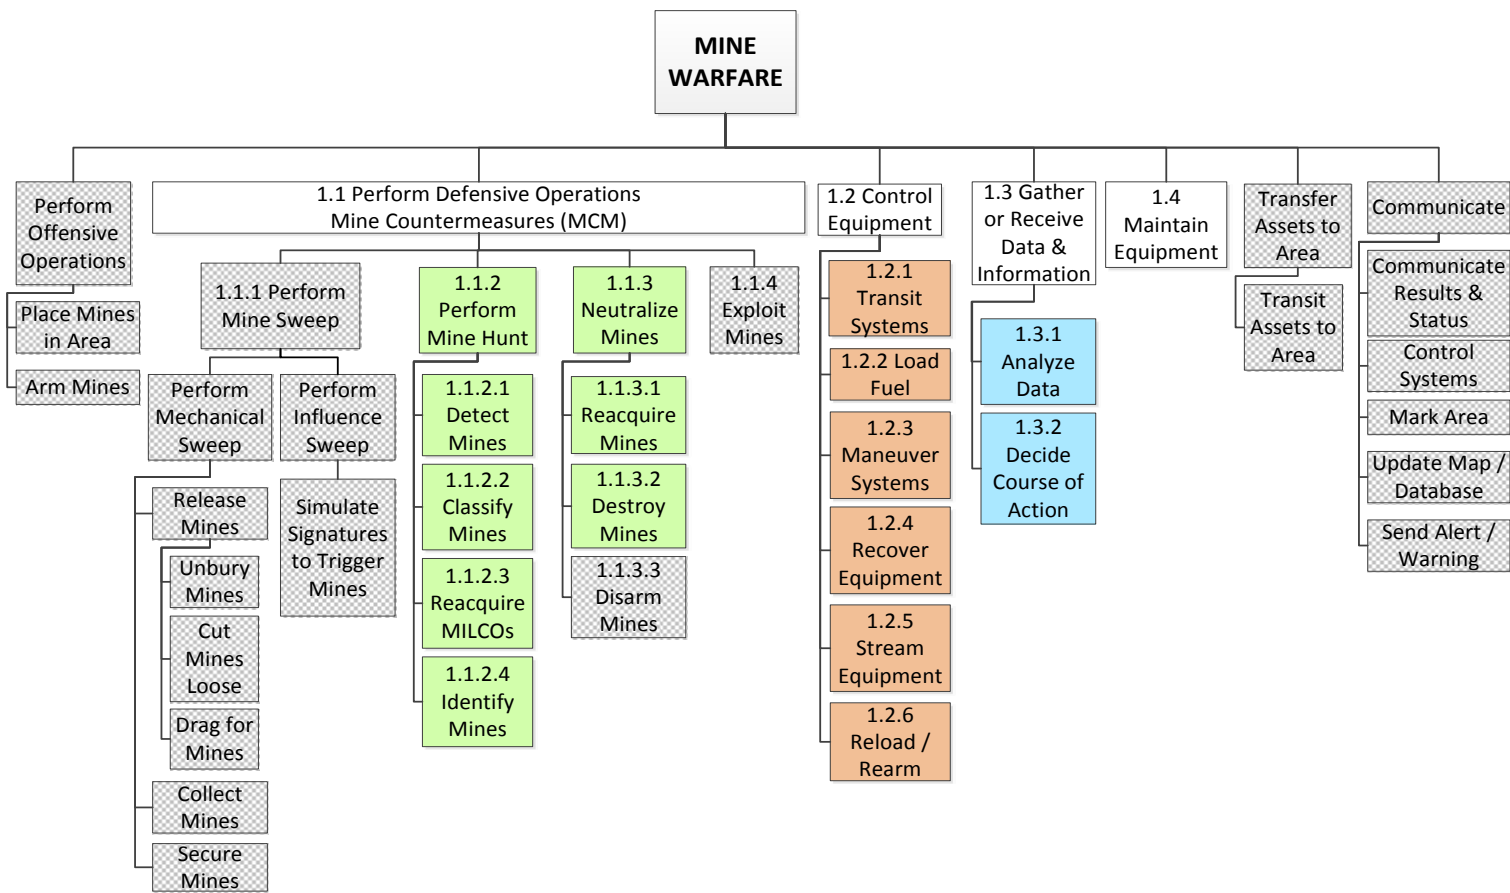 MINE
WARFARE
Perform
Offensive
Operations
Place Mines
in Area
Arm Mines
1.1 Perform Defensive Operations
Mine Countermeasures (MCM)
1.1.1 Perform
Mine Sweep
Perform
Mechanical
Sweep
Release
Mines
Unbury
Mines
Cut
Mines
Loose
Drag for
Mines
Collect
Mines
Secure
Mines
Perform
Influence
Sweep
Simulate
Signatures
to Trigger
Mines
1.1.2
Perform
Mine Hunt
1.1.2.1
Detect
Mines
1.1.2.2
Classify
Mines
1.1.2.3
Reacquire
MILCOs
1.1.2.4
Identify
Mines
1.1.3
Neutralize
Mines
1.1.3.1
Reacquire
Mines
1.1.3.2
Destroy
Mines
1.1.3.3
Disarm
Mines
1.1.4
Exploit
Mines
1.2 Control
Equipment
1.2.1
Transit
Systems
1.2.2 Load
Fuel
1.2.3
Maneuver
Systems
1.2.4
Recover
Equipment
1.2.5
Stream
Equipment
1.2.6
Reload /
Rearm
1.3 Gather
or Receive
Data &
Information
1.3.1
Analyze
Data
1.3.2
Decide
Course of
Action
1.4
Maintain
Equipment
Transfer
Assets to
Area
Transit
Assets to
Area
Communicate
Communicate
Results &
Status
Control
Systems
Mark Area
Update Map /
Database
Send Alert /
Warning